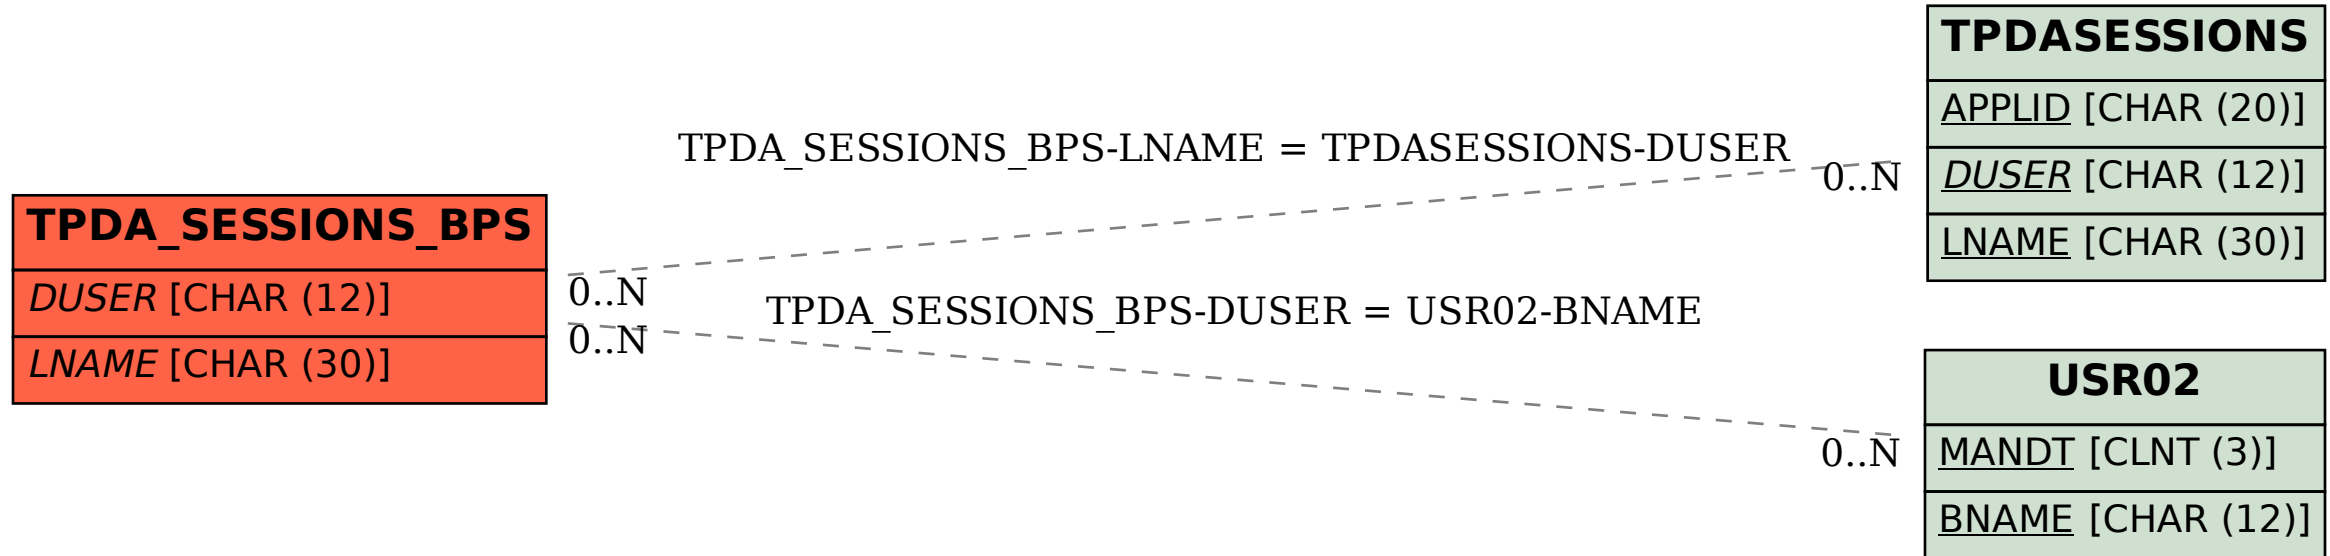 TPDA_SESSIONS_BPS
DUSER [CHAR (12)]
LNAME [CHAR (30)]
TPDA_SESSIONS_BPS-LNAME = TPDASESSIONS-DUSER
0..N
0..N
TPDA_SESSIONS_BPS-DUSER = USR02-BNAME
0..N
0..N
TPDASESSIONS
APPLID [CHAR (20)]
DUSER [CHAR (12)]
LNAME [CHAR (30)]
USR02
MANDT [CLNT (3)]
BNAME [CHAR (12)]